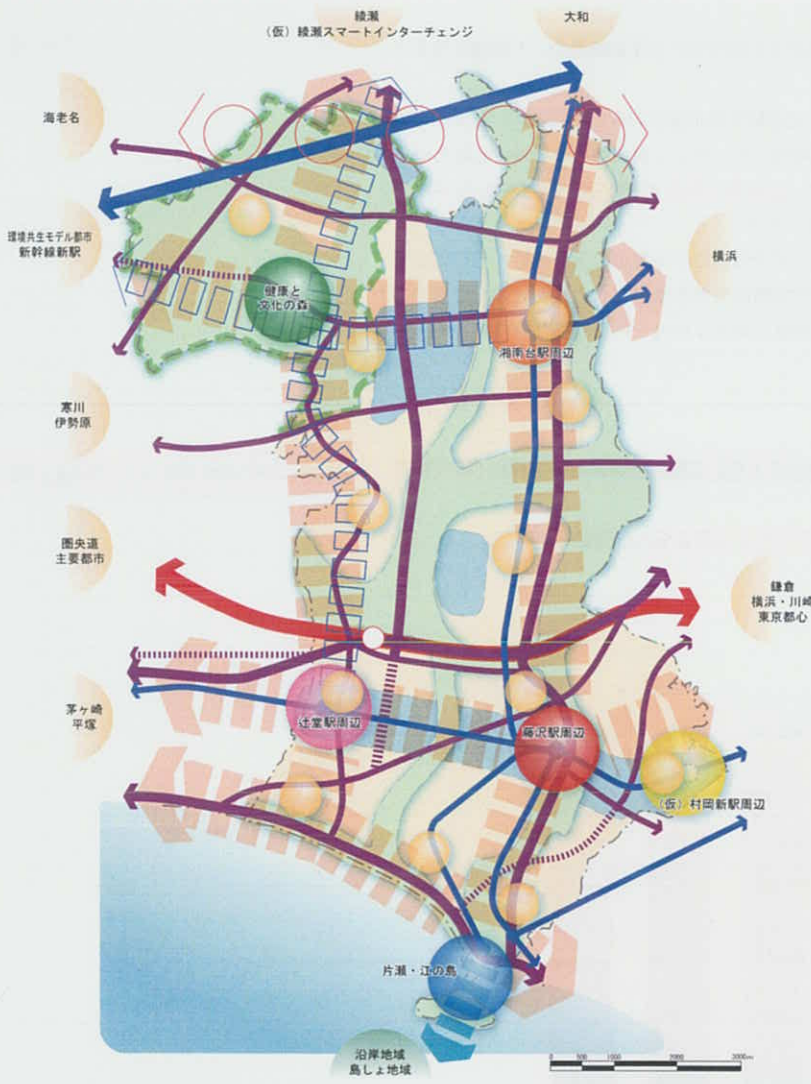 綾瀬
(仮)綾瀬スマートインターチェンジ
大和
海老名
環境共生モデル都市
新幹線新駅
横浜
健康と
文化の森
湘南台駅周辺
寒川
伊勢原
圏央道
主要都市
鎌倉
横浜・川崎
東京都心
茅ヶ崎
平塚
辻堂駅周辺
藤沢駅周辺
(仮)村岡新駅周辺
片瀬・江の島
沿岸地域
島しょ地域
0 500 1000 2000 3000m